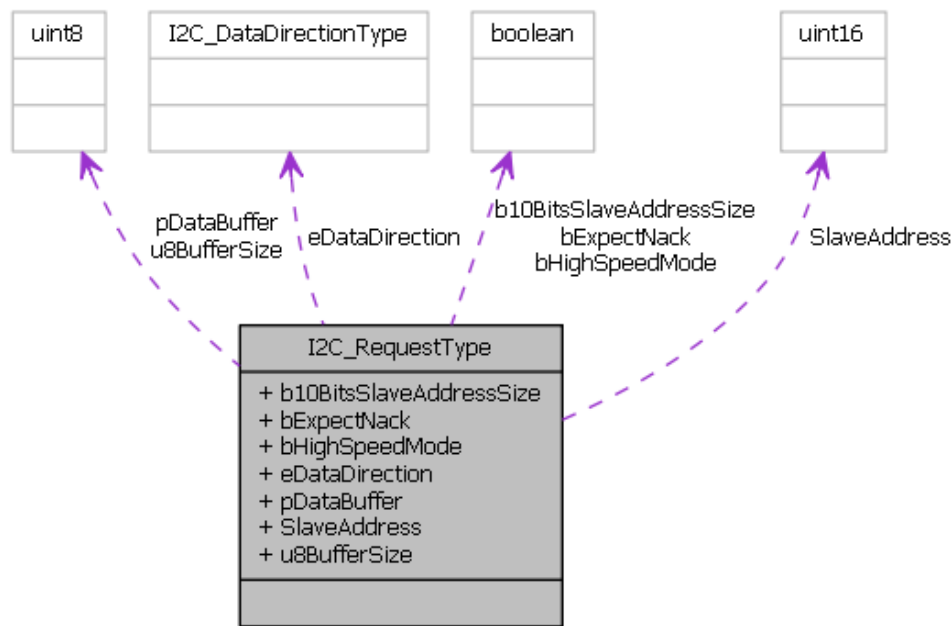 uint8
I2C_DataDirectionType
boolean
uint16
pDataBuffer
u8BufferSize
eDataDirection
b10BitsSlaveAddressSize
bExpectNack
bHighSpeedMode
SlaveAddress
I2C_RequestType
+ b10BitsSlaveAddressSize
+ bExpectNack
+ bHighSpeedMode
+ eDataDirection
+ pDataBuffer
+ SlaveAddress
+ u8BufferSize